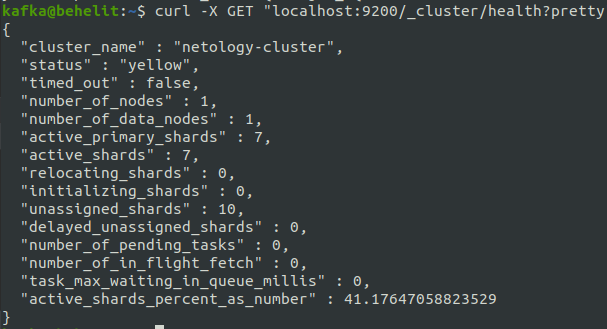 kafka@behelit:~$ curl -X GET "localhost:9200/_cluster/health?pretty
{
  "cluster_name" : "netology-cluster",
  "status" : "yellow",
  "timed_out" : false,
  "number_of_nodes" : 1,
  "number_of_data_nodes" : 1,
  "active_primary_shards" : 7,
  "active_shards" : 7,
  "relocating_shards" : 0,
  "initializing_shards" : 0,
  "unassigned_shards" : 10,
  "delayed_unassigned_shards" : 0,
  "number_of_pending_tasks" : 0,
  "number_of_in_flight_fetch" : 0,
  "task_max_waiting_in_queue_millis" : 0,
  "active_shards_percent_as_number" : 41.17647058823529
}